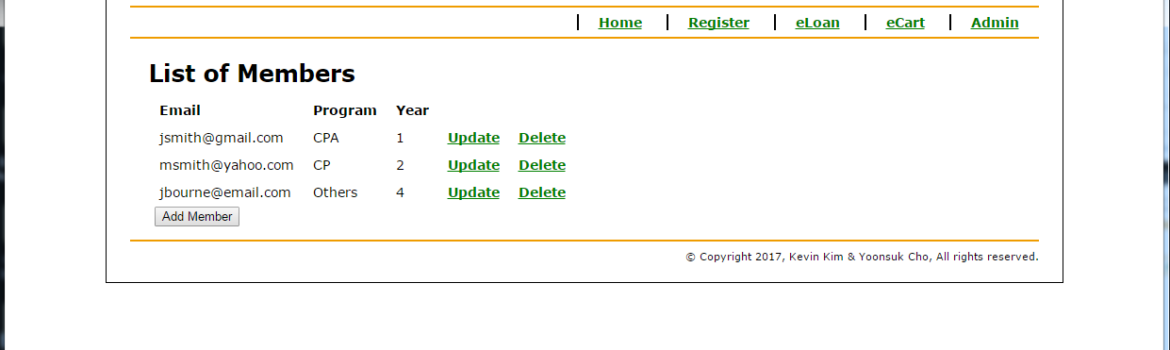 Home Register eLoan eCart Admin
List of Members
Email Program Year
jsmith@gmail.com CPA 1 Update Delete
msmith@yahoo.com CP 2 Update Delete
jbourne@email.com Others 4 Update Delete
Add Member
© Copyright 2017, Kevin Kim & Yoonsuk Cho, All rights reserved.